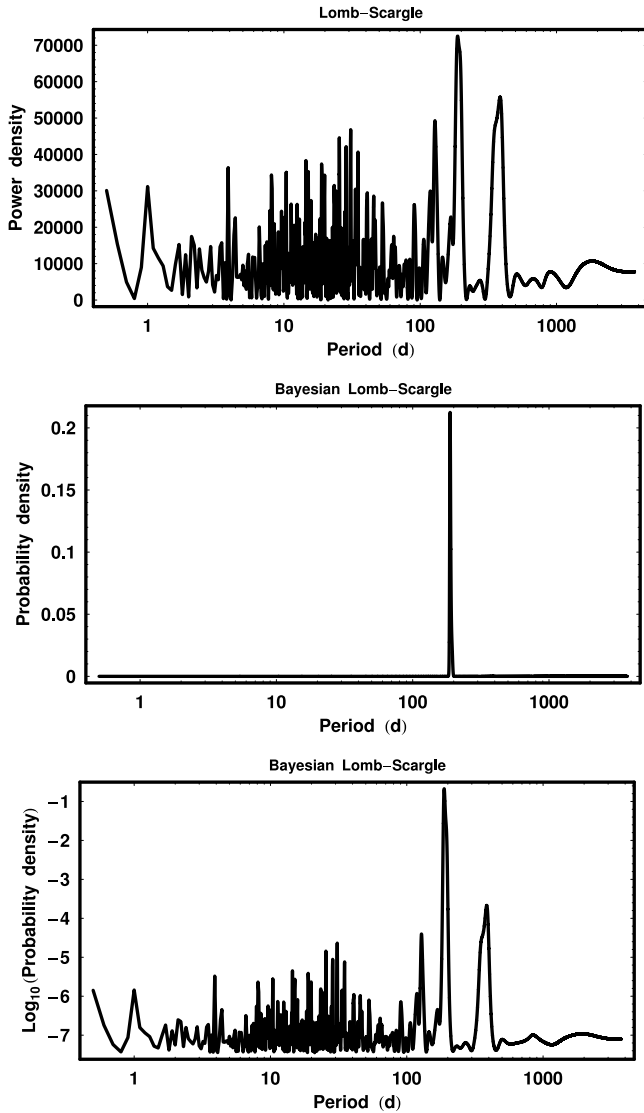 Lomb−Scargle
Power density
70000
60000
50000
40000
30000
20000
10000
0
1 10 100 1000
Period (d)
Bayesian Lomb−Scargle
Probability density
0.2
0.15
0.1
0.05
0
1 10 100 1000
Period (d)
Bayesian Lomb−Scargle
Log₁₀(Probability density)
−1
−2
−3
−4
−5
−6
−7
1 10 100 1000
Period (d)